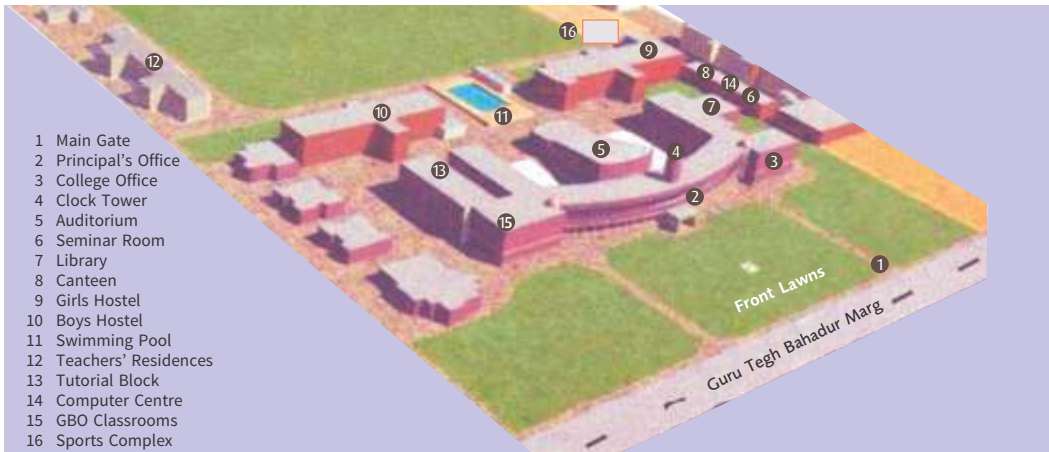 16
9
12
8
14
6
11
7
10
5
4
3
13
2
15
1
Front Lawns
Guru Tegh Bahadur Marg
1 Main Gate
2 Principal's Office
3 College Office
4 Clock Tower
5 Auditorium
6 Seminar Room
7 Library
8 Canteen
9 Girls Hostel
10 Boys Hostel
11 Swimming Pool
12 Teachers' Residences
13 Tutorial Block
14 Computer Centre
15 GBO Classrooms
16 Sports Complex